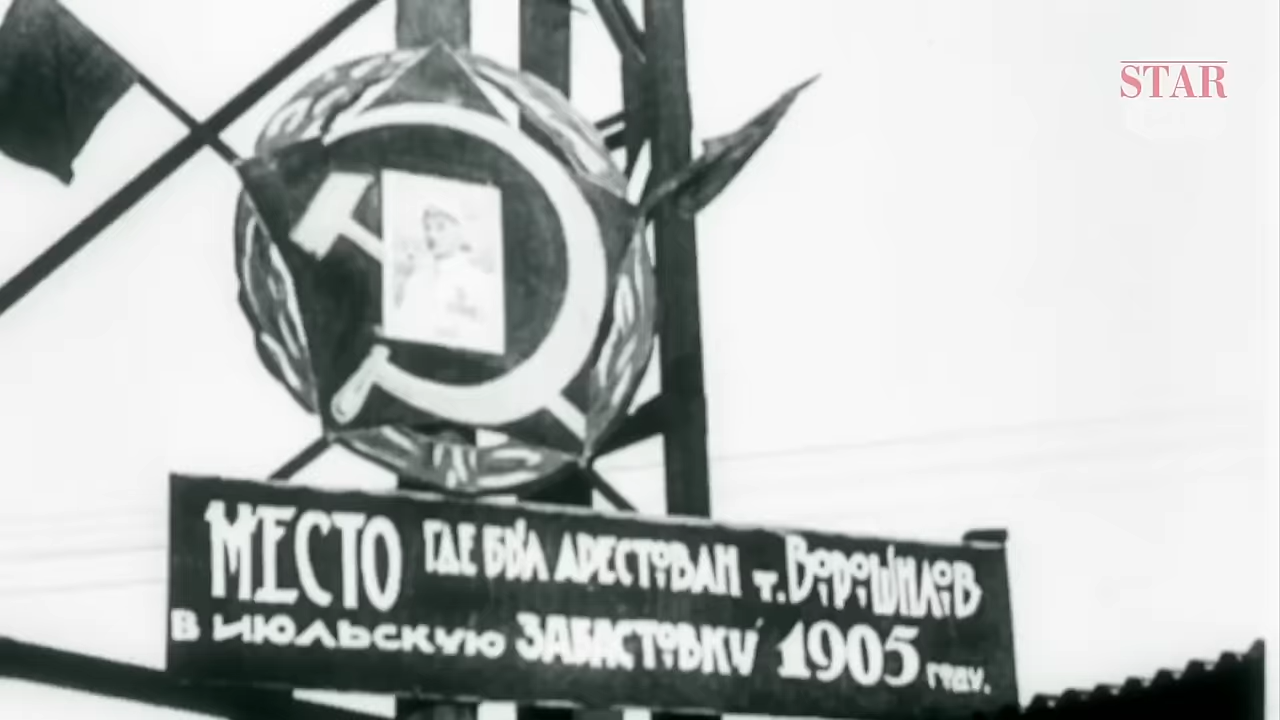 STAR
МЕСТО ГДЕ БЫЛ АРЕСТОВАН т. ВОРОШИЛОВ
В ИЮЛЬСКУЮ ЗАБАСТОВКУ 1905 году.